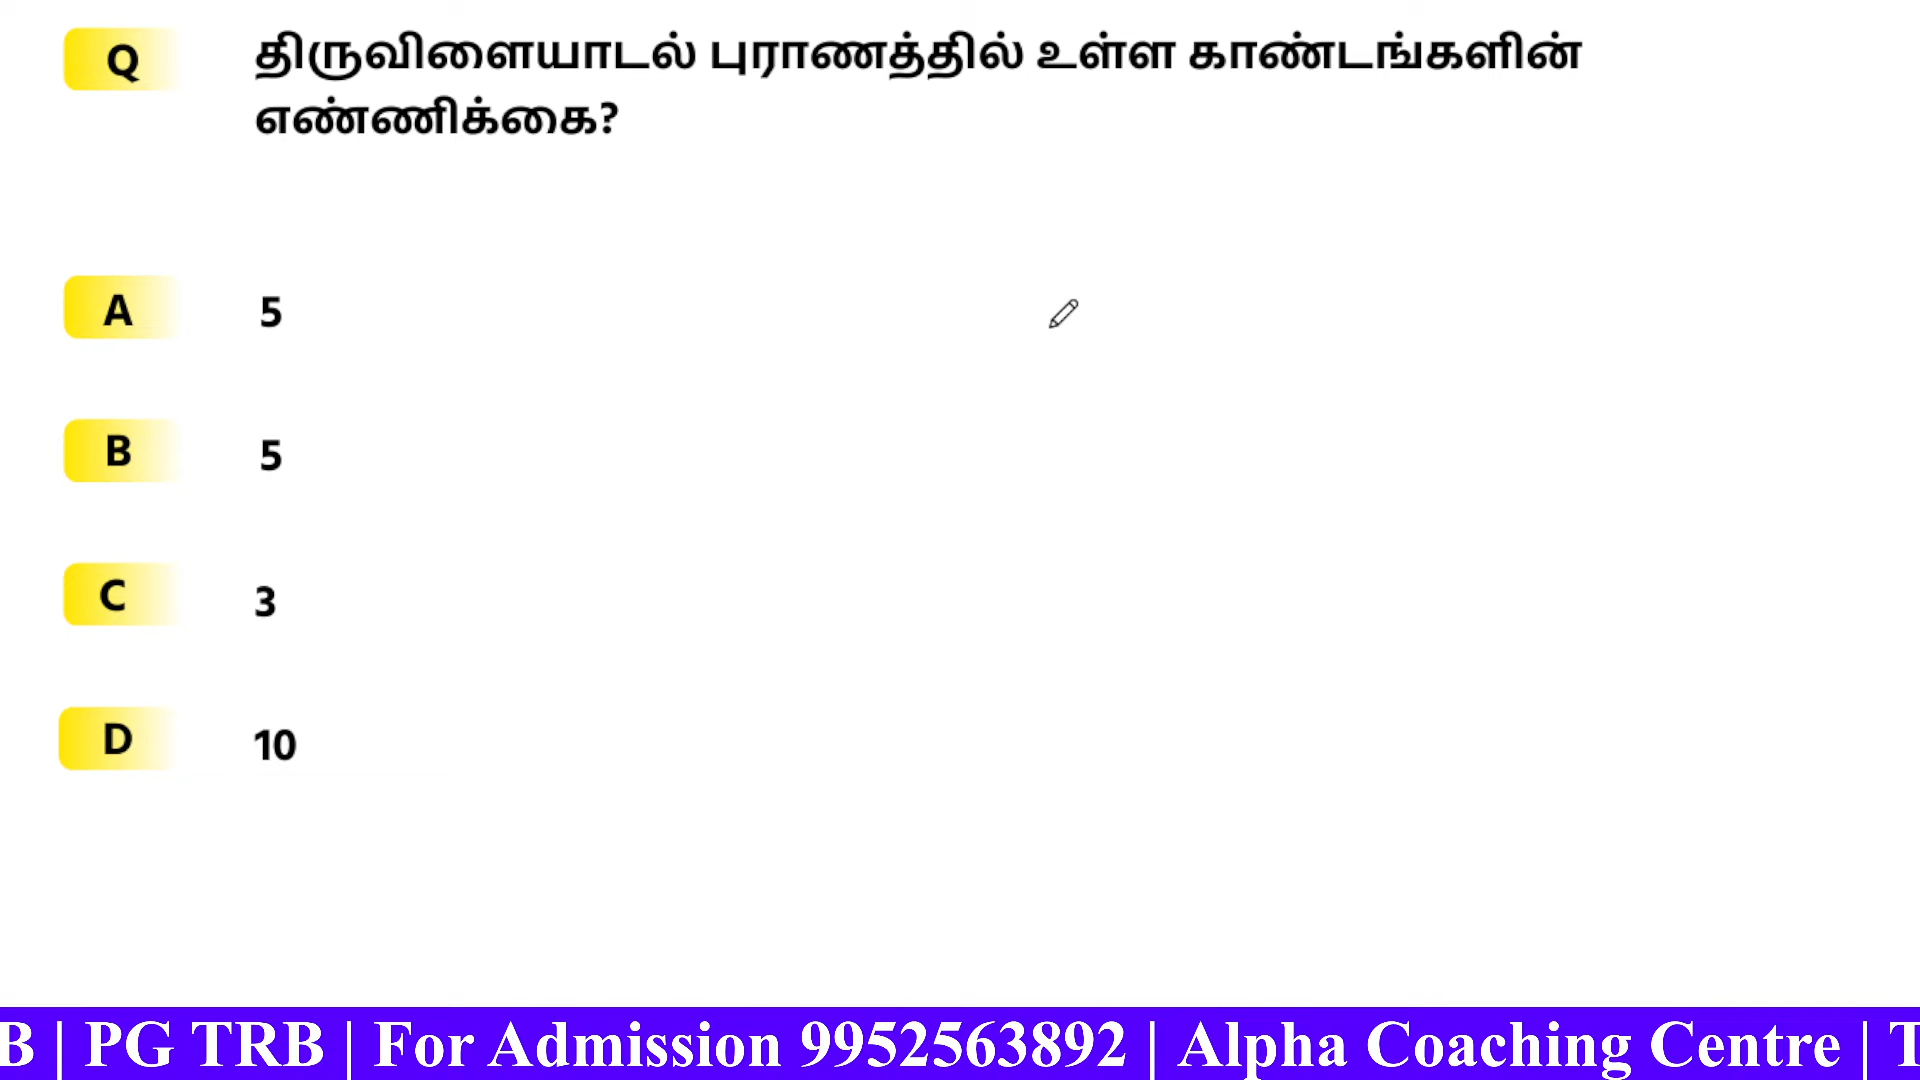 Q திருவிளையாடல் புராணத்தில் உள்ள காண்டங்களின்
எண்ணிக்கை?
A 5
B 5
C 3
D 10
B | PG TRB | For Admission 9952563892 | Alpha Coaching Centre | T